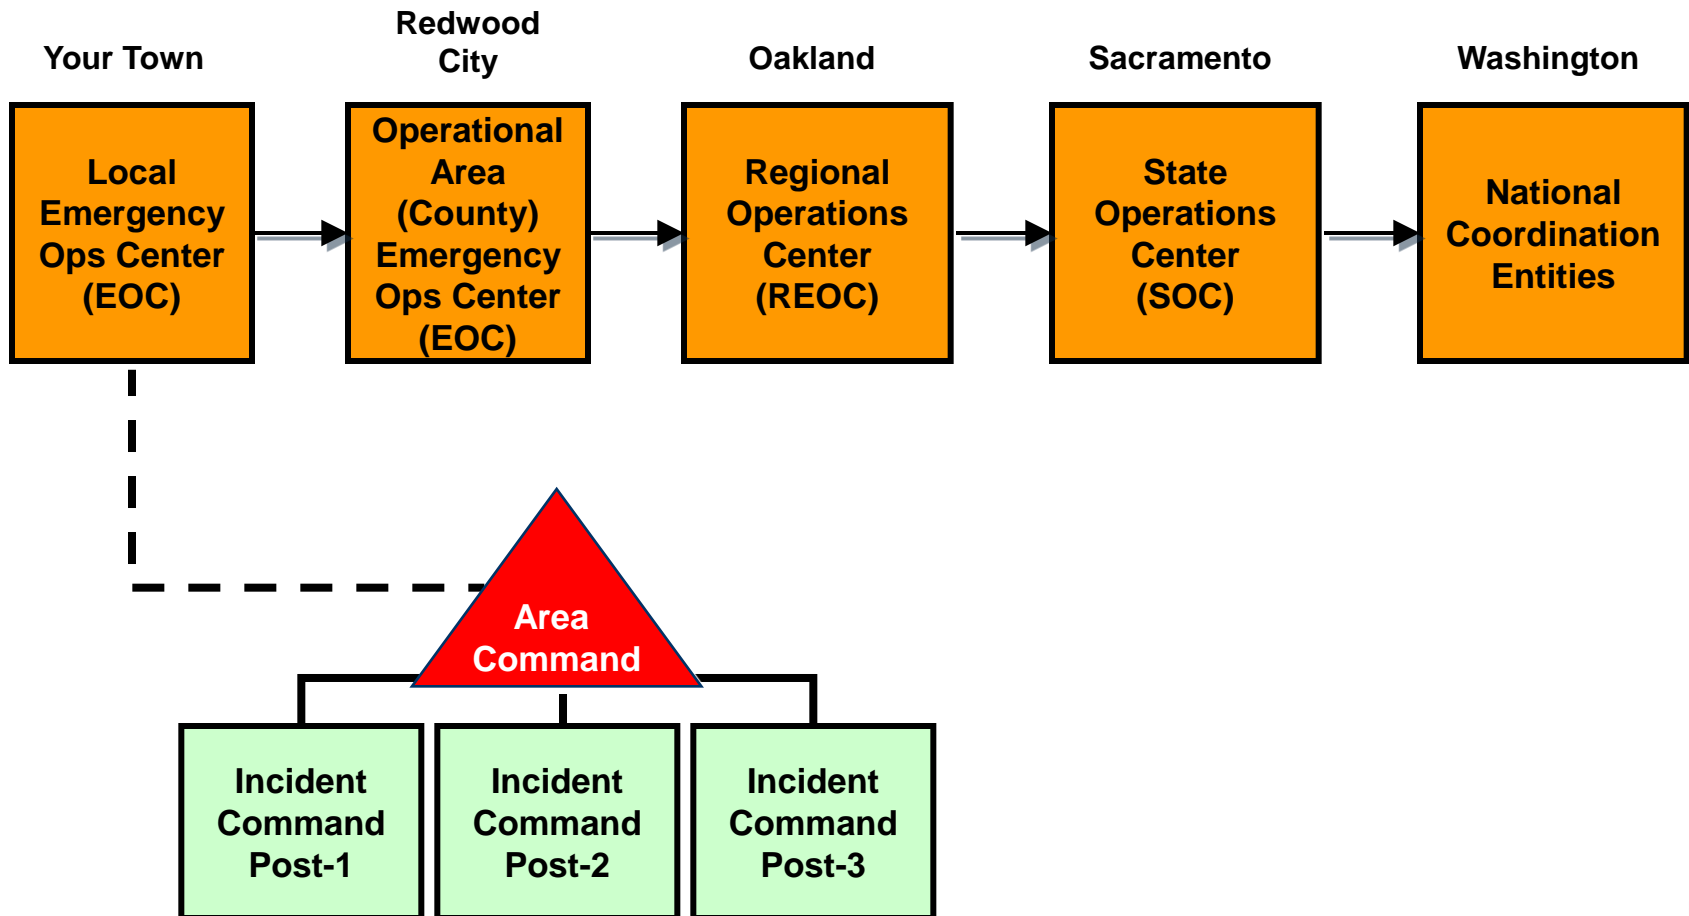 Your Town
Redwood
City
Oakland
Sacramento
Washington
Local
Emergency
Ops Center
(EOC)
Operational
Area
(County)
Emergency
Ops Center
(EOC)
Regional
Operations
Center
(REOC)
State
Operations
Center
(SOC)
National
Coordination
Entities
Area
Command
Incident
Command
Post-1
Incident
Command
Post-2
Incident
Command
Post-3